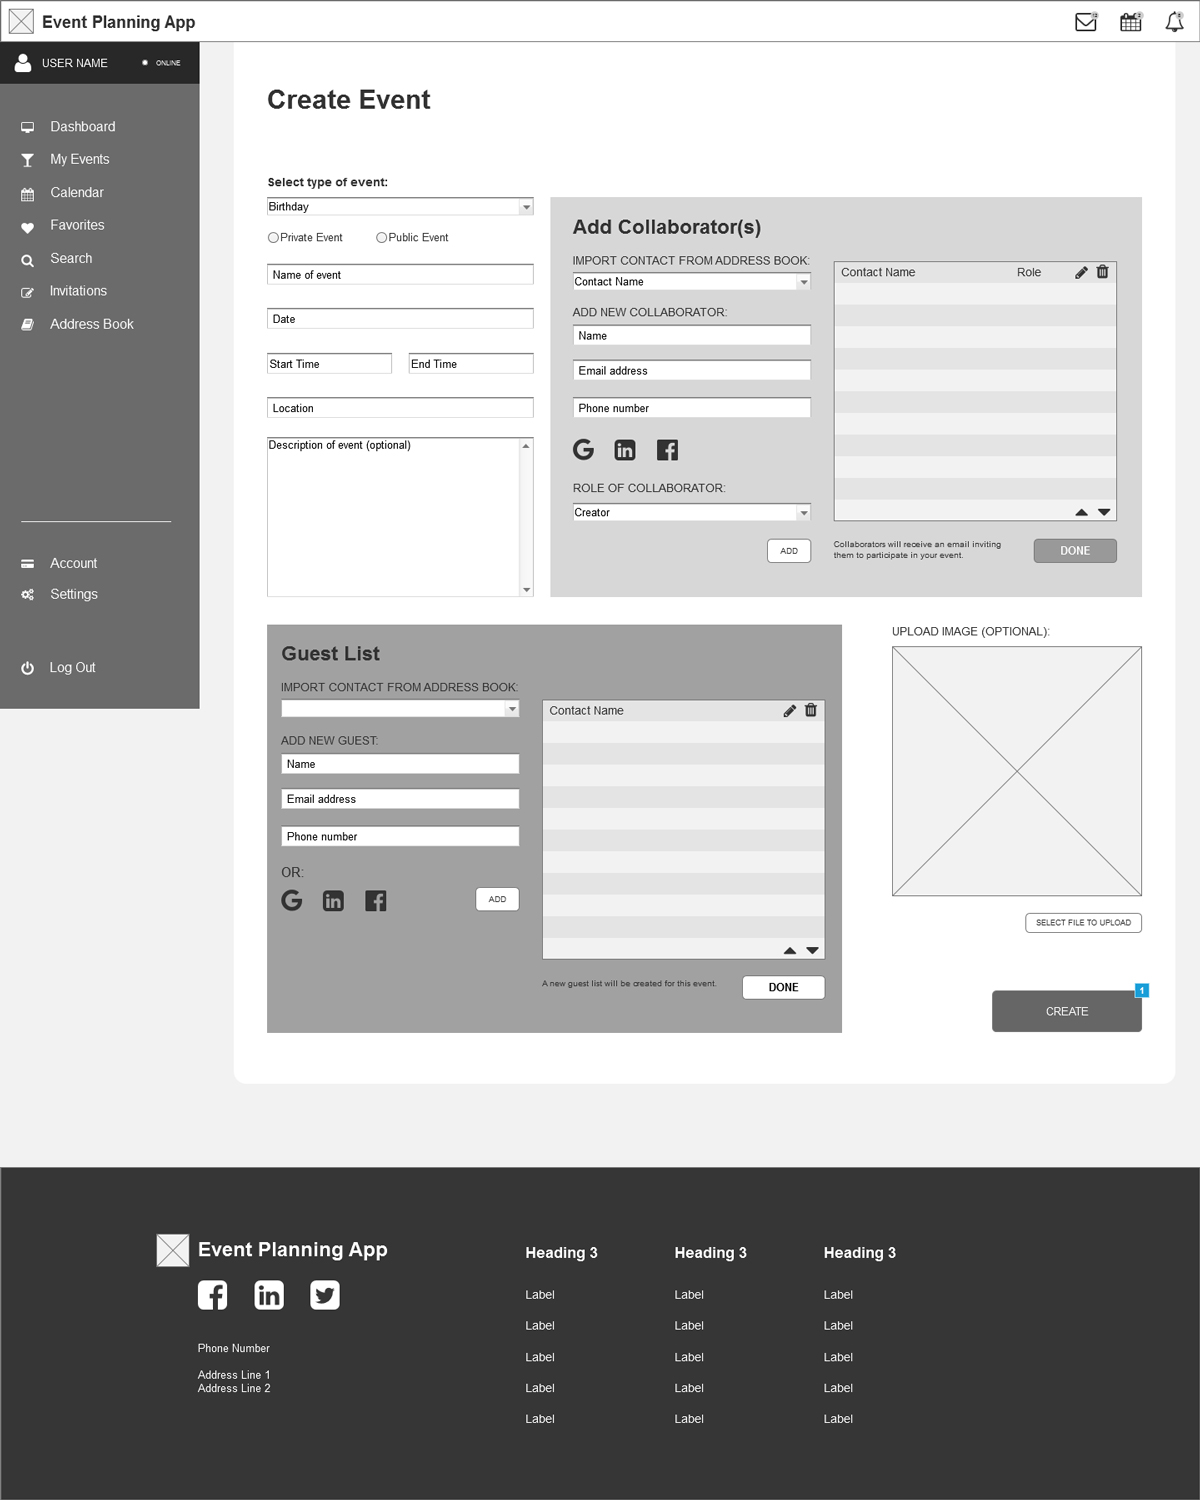 Event Planning App
USER NAME
ONLINE
Dashboard
My Events
Calendar
Favorites
Search
Invitations
Address Book
Account
Settings
Log Out
Create Event
Select type of event:
Birthday
Private Event
Public Event
Name of event
Date
Start Time
End Time
Location
Description of event (optional)
Add Collaborator(s)
IMPORT CONTACT FROM ADDRESS BOOK:
Contact Name
ADD NEW COLLABORATOR:
Name
Email address
Phone number
ROLE OF COLLABORATOR:
Creator
ADD
Contact Name
Role
Collaborators will receive an email inviting
them to participate in your event.
DONE
Guest List
IMPORT CONTACT FROM ADDRESS BOOK:
ADD NEW GUEST:
Name
Email address
Phone number
OR:
ADD
Contact Name
A new guest list will be created for this event.
DONE
UPLOAD IMAGE (OPTIONAL):
SELECT FILE TO UPLOAD
1
CREATE
Event Planning App
Phone Number
Address Line 1
Address Line 2
Heading 3
Label
Label
Label
Label
Label
Heading 3
Label
Label
Label
Label
Label
Heading 3
Label
Label
Label
Label
Label